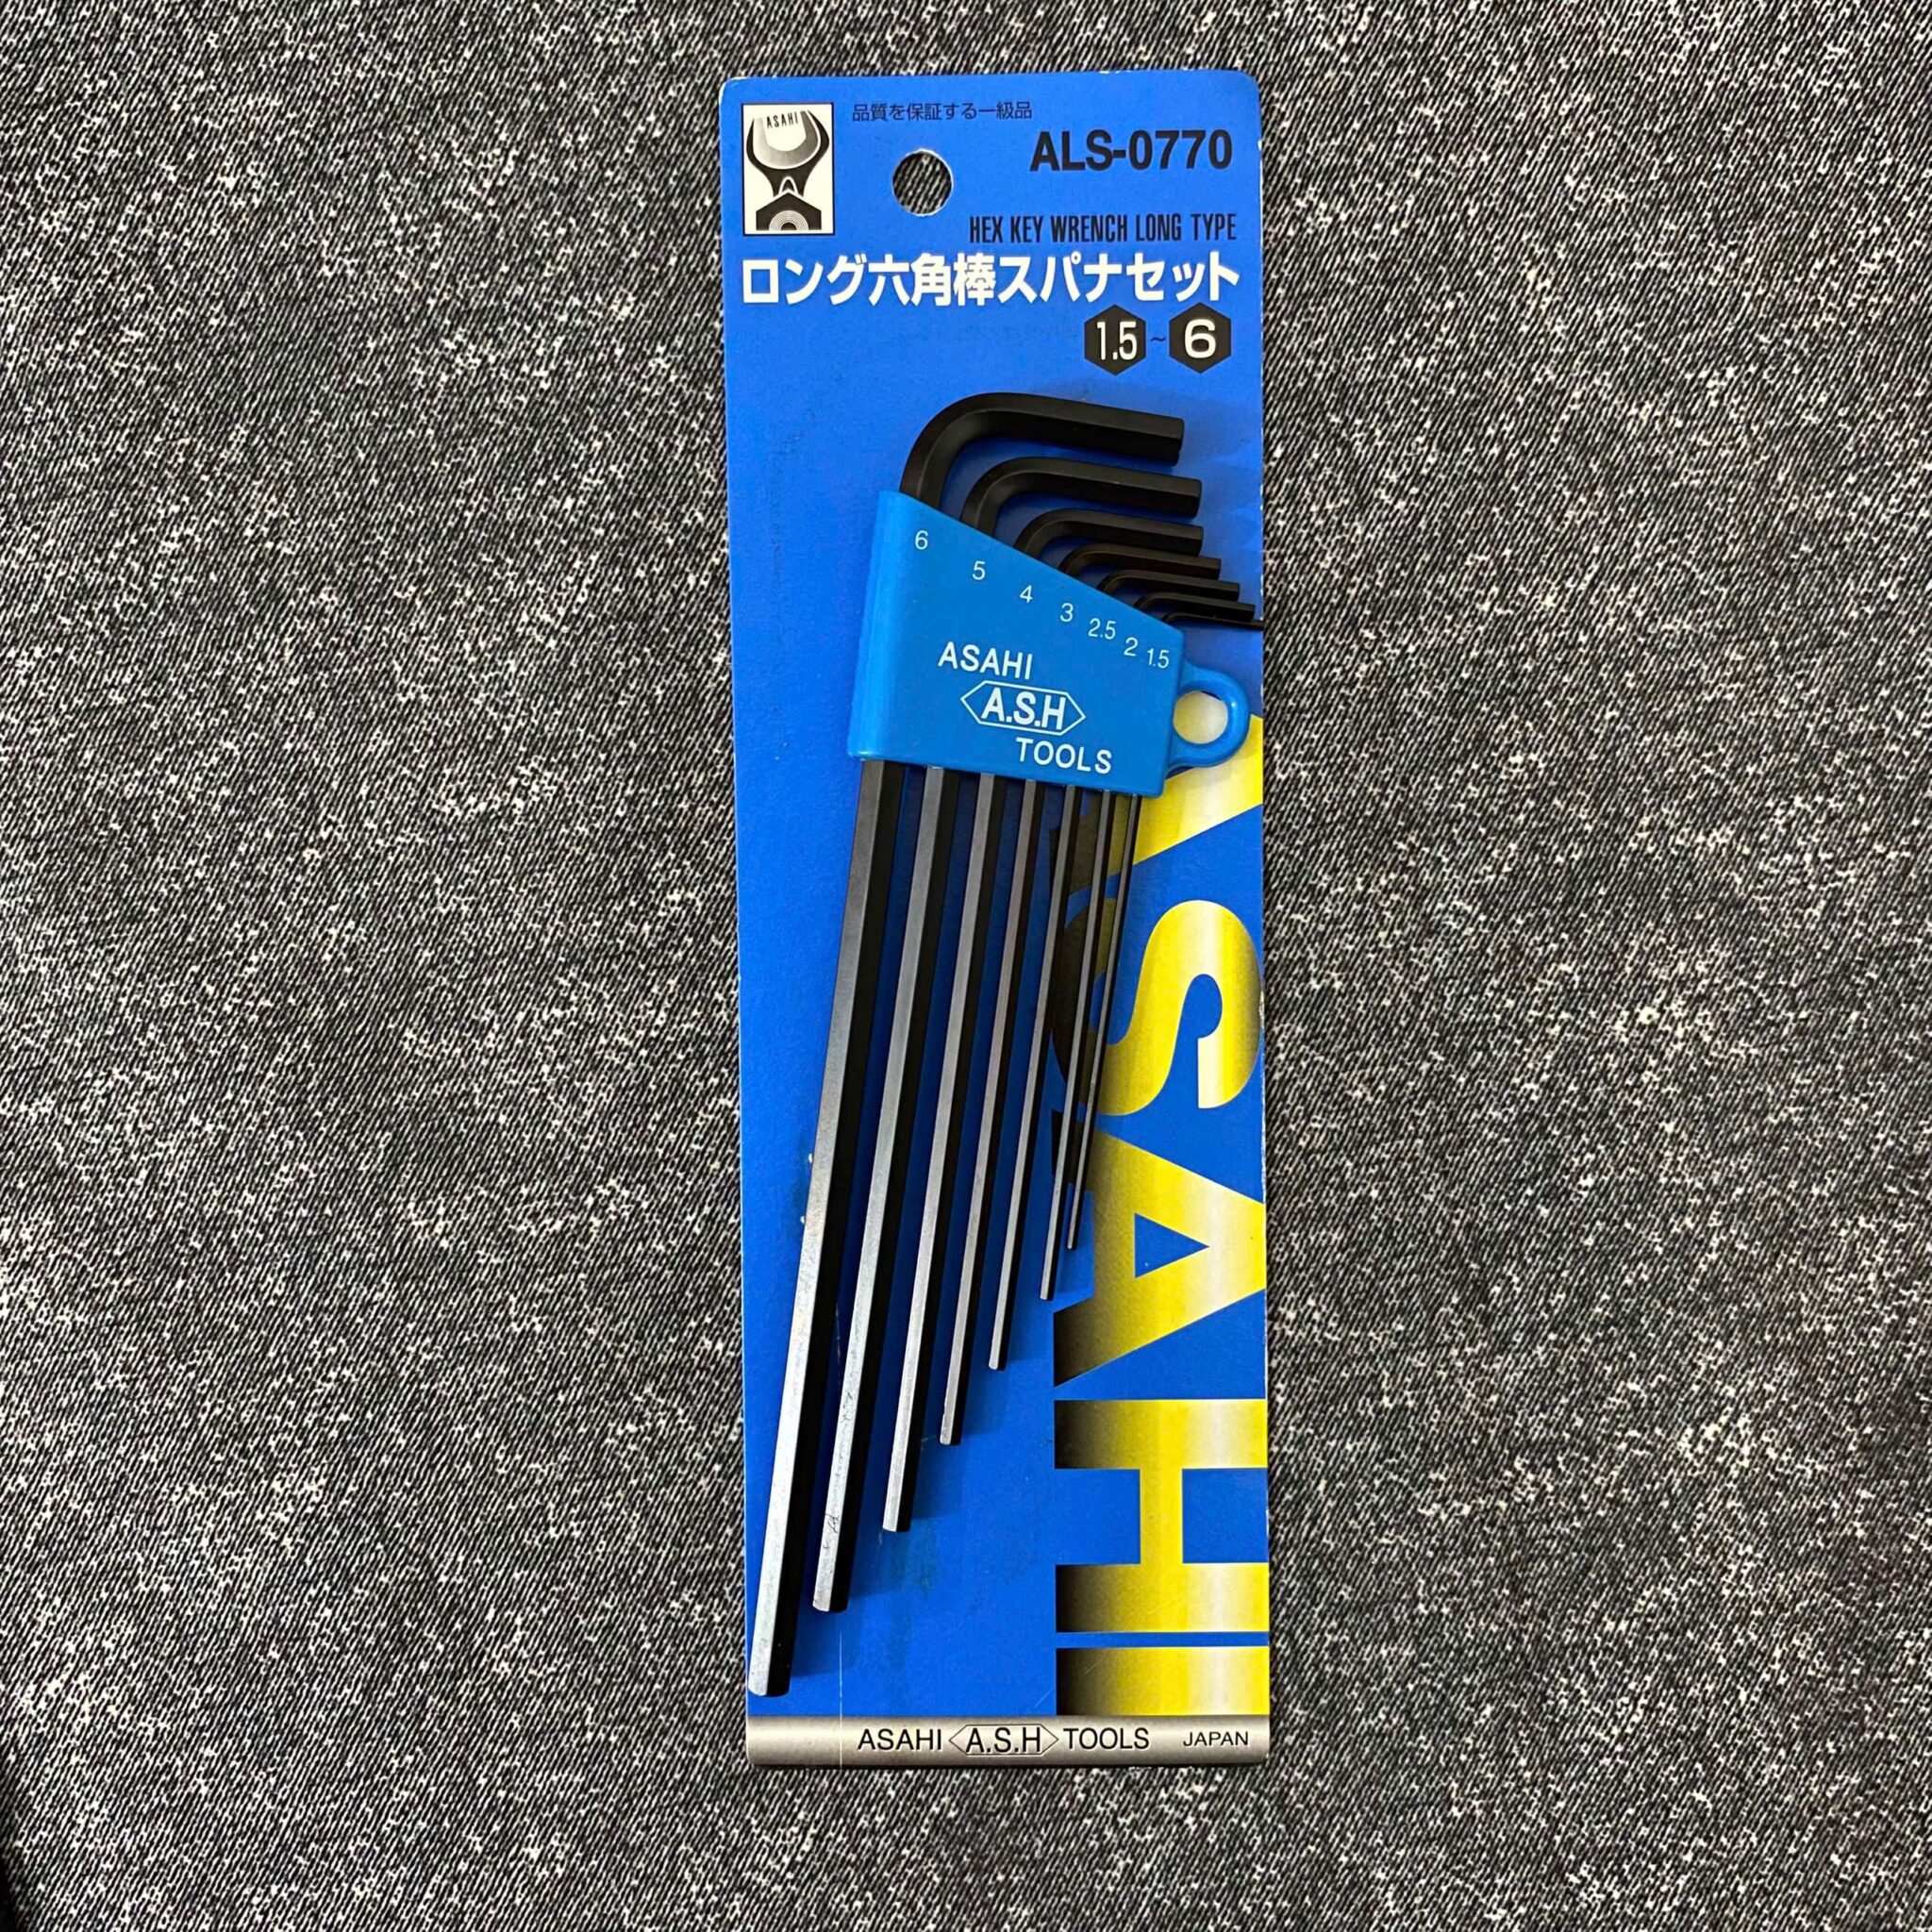 ASAHI
品質を保証する一級品
ALS-0770
HEX KEY WRENCH LONG TYPE
ロング六角棒スパナセット
1.5~6
6 5 4 3 2.5 2 1.5
ASAHI
A.S.H
TOOLS
ASAHI
ASAHI A.S.H TOOLS JAPAN